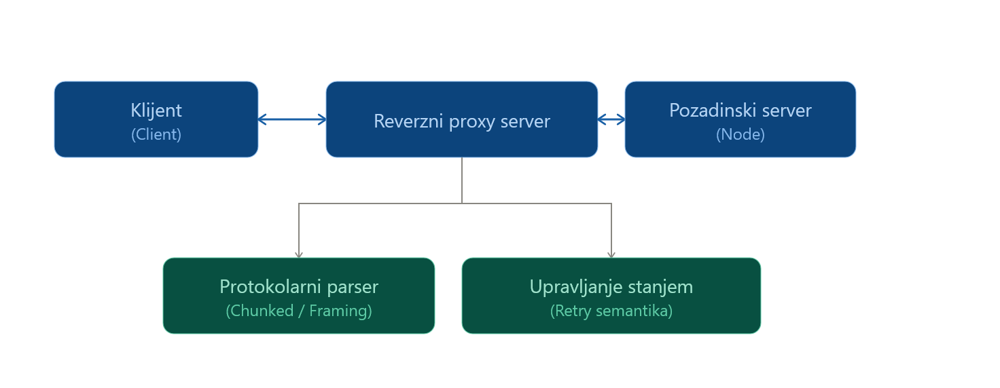 Klijent
(Client)
Reverzni proxy server
Pozadinski server
(Node)
Protokolarni parser
(Chunked / Framing)
Upravljanje stanjem
(Retry semantika)